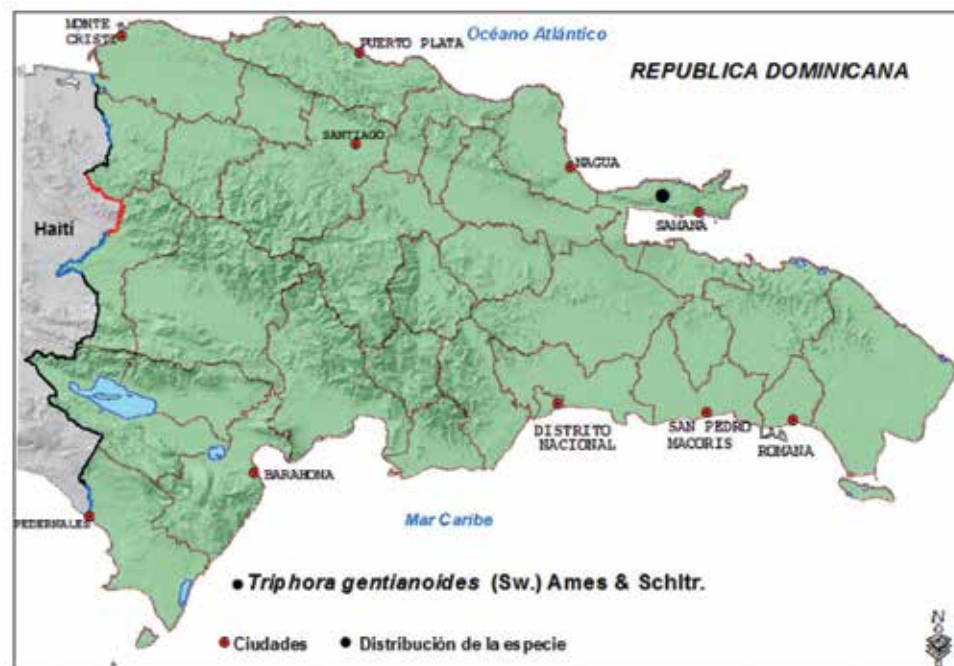 MONTE
CRISTI
PUERTO PLATA
Océano Atlántico
REPUBLICA DOMINICANA
SANTIAGO
NAGUA
SAMANÁ
Haití
DISTRITO
NACIONAL
SAN PEDRO
MACORIS
LA
ROMANA
BARAHONA
PEDERNALES
Mar Caribe
Triphora gentianoides (Sw.) Ames & Schltr.
Ciudades
Distribución de la especie
N